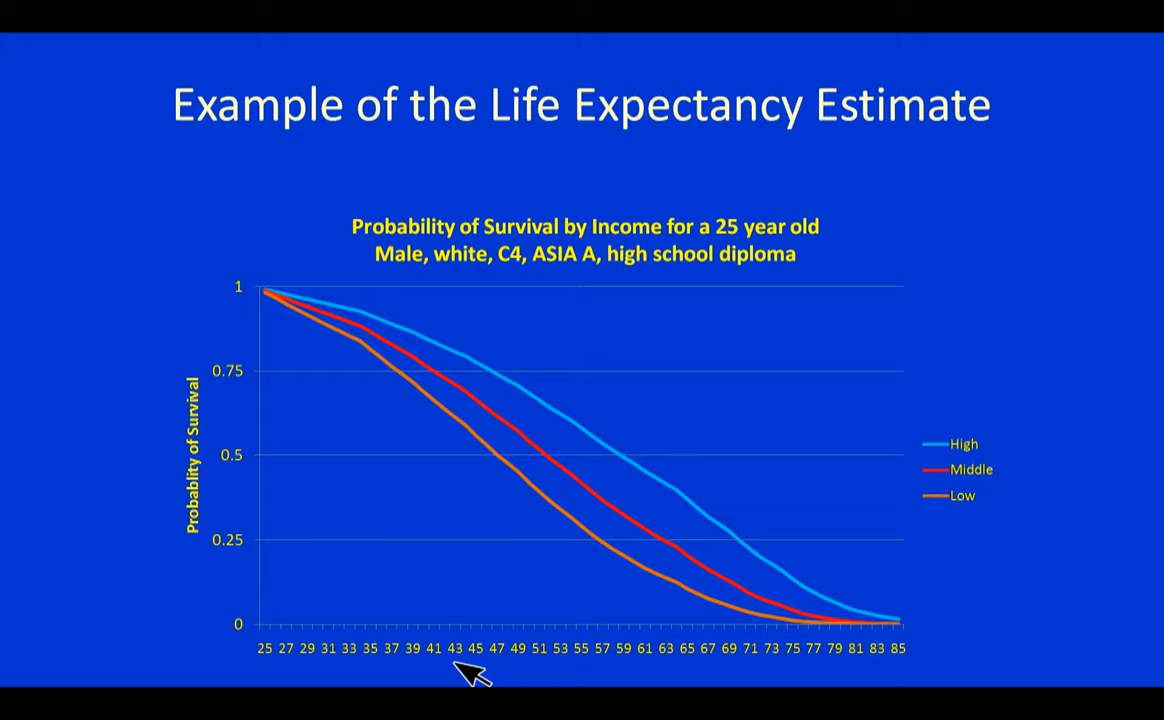 Example of the Life Expectancy Estimate
Probability of Survival by Income for a 25 year old
Male, white, C4, ASIA A, high school diploma
Probablity of Survival
1
0.75
0.5
0.25
0
25 27 29 31 33 35 37 39 41 43 45 47 49 51 53 55 57 59 61 63 65 67 69 71 73 75 77 79 81 83 85
High
Middle
Low